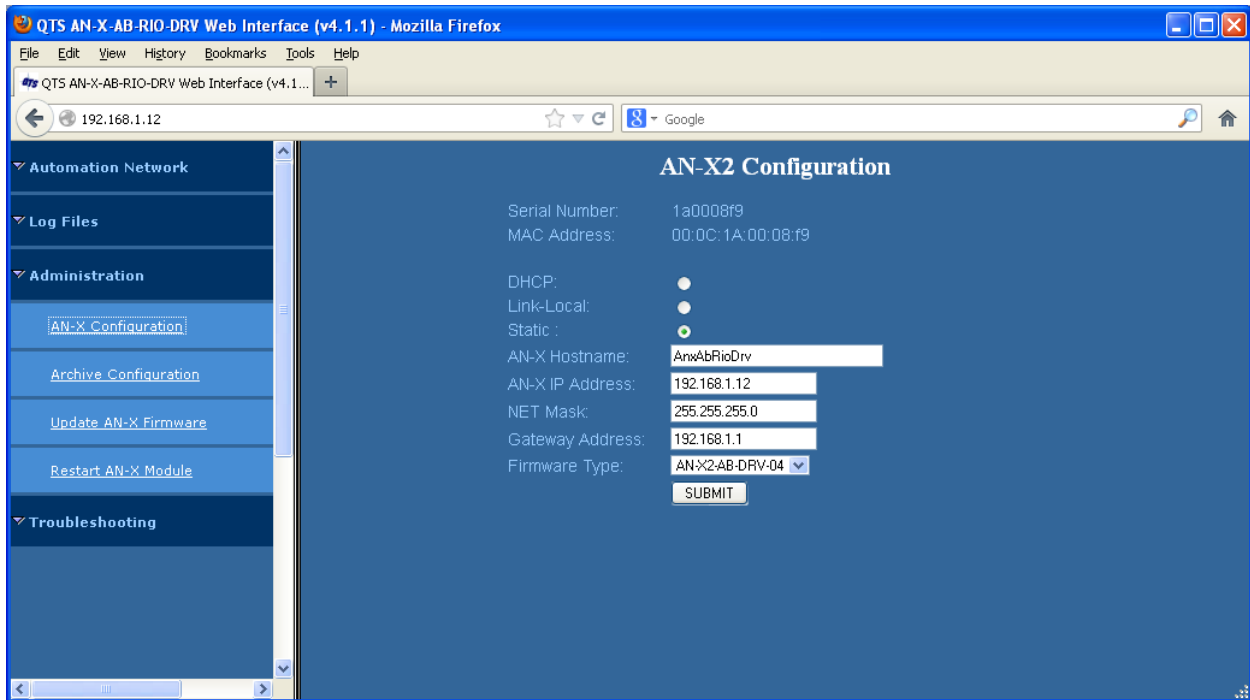 QTS AN-X-AB-RIO-DRV Web Interface (v4.1.1) - Mozilla Firefox
File Edit View History Bookmarks Tools Help
QTS QTS AN-X-AB-RIO-DRV Web Interface (v4.1... +
192.168.1.12 8 Google
Automation Network
Log Files
Administration
AN-X Configuration
Archive Configuration
Update AN-X Firmware
Restart AN-X Module
Troubleshooting
AN-X2 Configuration
Serial Number: 1a0008f9
MAC Address: 00:0C:1A:00:08:f9
DHCP:
Link-Local:
Static :
AN-X Hostname: AnxAbRioDrv
AN-X IP Address: 192.168.1.12
NET Mask: 255.255.255.0
Gateway Address: 192.168.1.1
Firmware Type: AN-X2-AB-DRV-04
SUBMIT